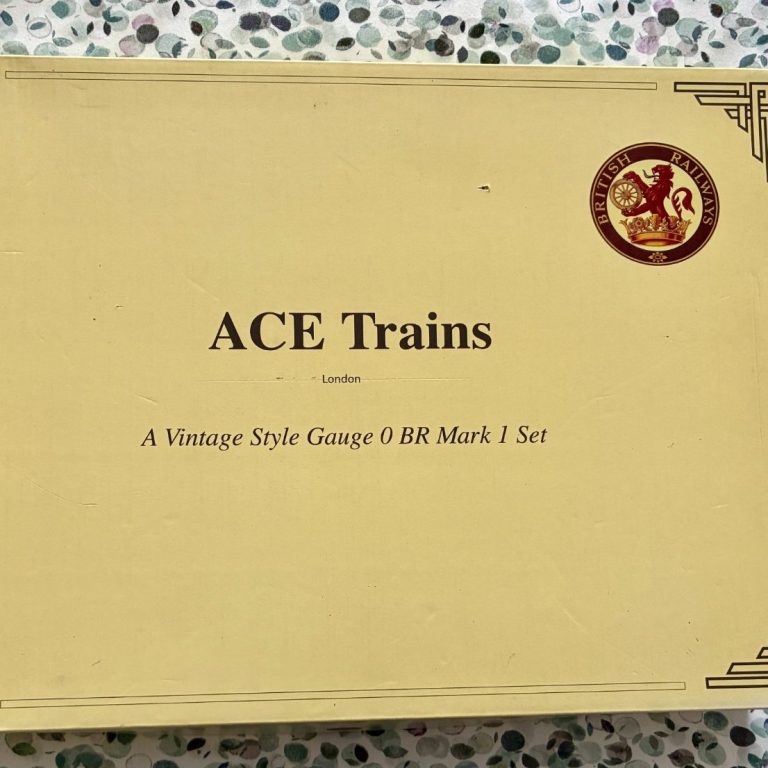 BRITISH RAILWAYS
ACE Trains
London
A Vintage Style Gauge 0 BR Mark 1 Set